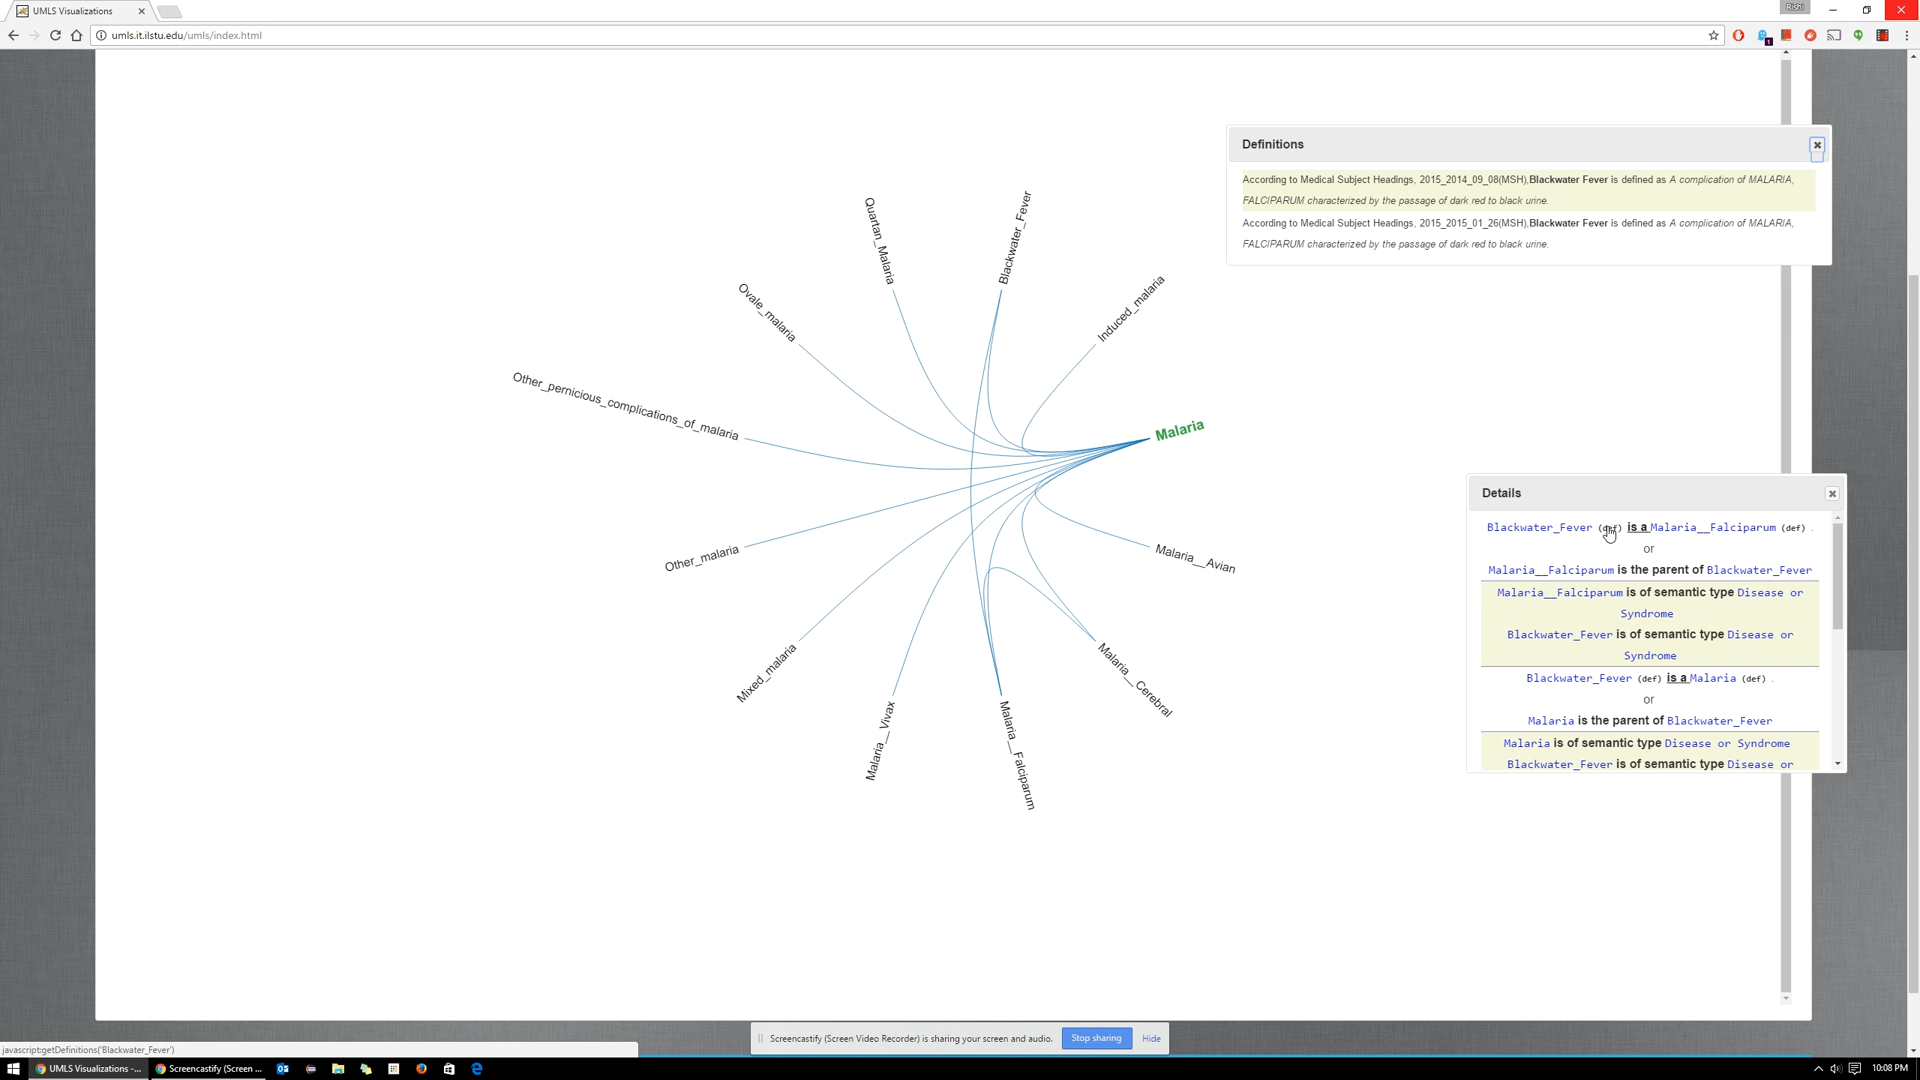 UMLS Visualizations
Rishi
umls.it.ilstu.edu/umls/index.html
1
Definitions
According to Medical Subject Headings, 2015_2014_09_08(MSH),Blackwater Fever is defined as A complication of MALARIA,
FALCIPARUM characterized by the passage of dark red to black urine.
According to Medical Subject Headings, 2015_2015_01_26(MSH),Blackwater Fever is defined as A complication of MALARIA,
FALCIPARUM characterized by the passage of dark red to black urine.
Quartan_Malaria
Blackwater_Fever
Ovale_malaria
Induced_malaria
Other_pernicious_complications_of_malaria
Malaria
Other_malaria
Malaria__Avian
Mixed_malaria
Malaria__Cerebral
Malaria__Vivax
Malaria__Falciparum
Details
Blackwater_Fever (def) is a Malaria__Falciparum (def) .
or
Malaria__Falciparum is the parent of Blackwater_Fever
Malaria__Falciparum is of semantic type Disease or
Syndrome
Blackwater_Fever is of semantic type Disease or
Syndrome
Blackwater_Fever (def) is a Malaria (def) .
or
Malaria is the parent of Blackwater_Fever
Malaria is of semantic type Disease or Syndrome
Blackwater_Fever is of semantic type Disease or
Screencastify (Screen Video Recorder) is sharing your screen and audio.
Stop sharing
Hide
javascript:getDefinitions('Blackwater_Fever')
UMLS Visualizations -...
Screencastify (Screen ...
10:08 PM